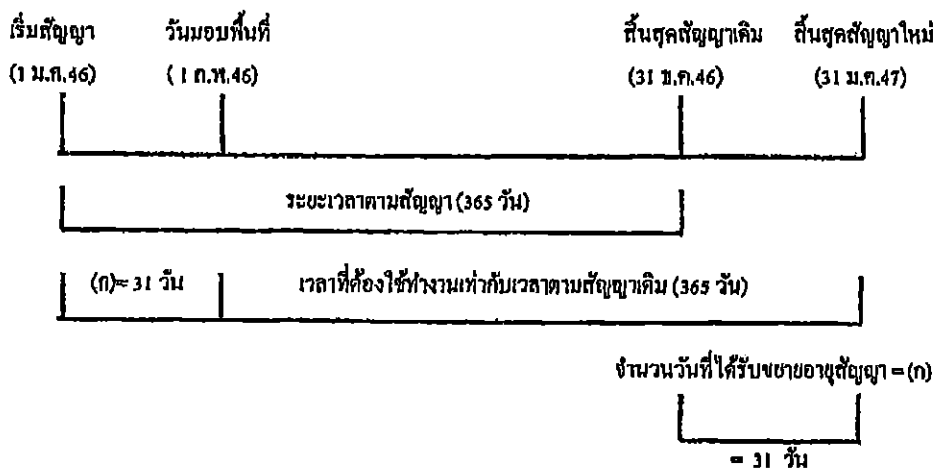 เริ่มสัญญา วันมอบพื้นที่ สิ้นสุดสัญญาเดิม สิ้นสุดสัญญาใหม่
(1 ม.ค.46) (1 ก.พ.46) (31 ธ.ค.46) (31 ม.ค.47)
ระยะเวลาตามสัญญา (365 วัน)
(ก)= 31 วัน เวลาที่ต้องใช้ทำงานเท่ากับเวลาตามสัญญาเดิม (365 วัน)
จำนวนวันที่ได้รับขยายอายุสัญญา = (ก)
= 31 วัน